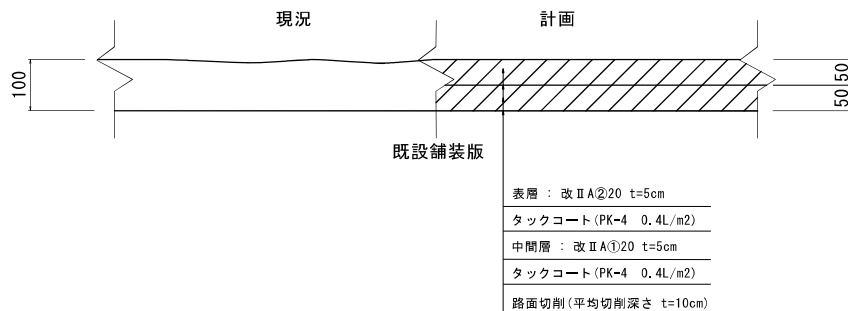 現況
計画
100
50 50
既設舗装版
表層 : 改ⅡA②20 t=5cm
タックコート(PK-4 0.4L/m2)
中間層 : 改ⅡA①20 t=5cm
タックコート(PK-4 0.4L/m2)
路面切削(平均切削深さ t=10cm)